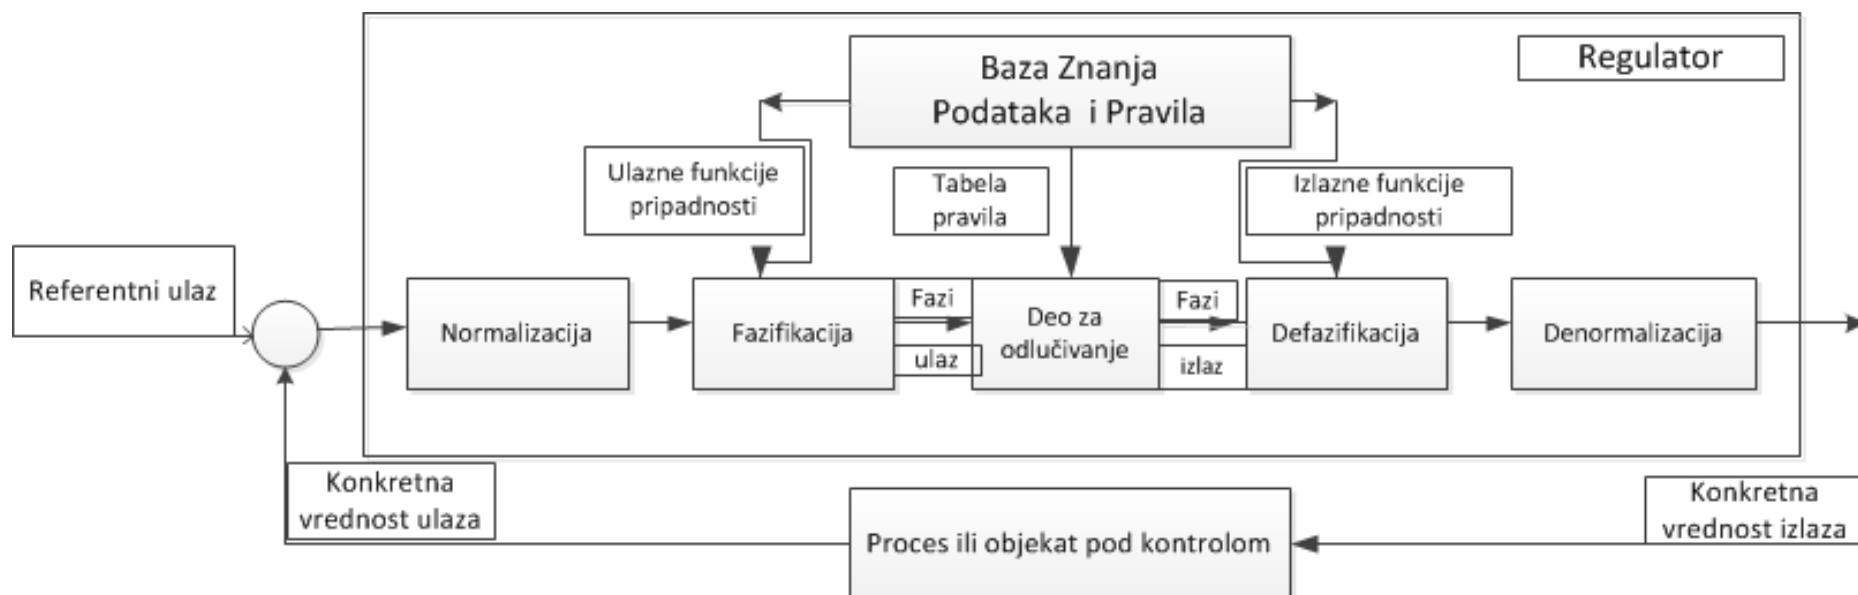 Baza Znanja
Podataka i Pravila
Regulator
Ulazne funkcije
pripadnosti
Tabela
pravila
Izlazne funkcije
pripadnosti
Referentni ulaz
Normalizacija
Fazifikacija
Fazi
ulaz
Deo za
odlučivanje
Fazi
izlaz
Defazifikacija
Denormalizacija
Konkretna
vrednost ulaza
Proces ili objekat pod kontrolom
Konkretna
vrednost izlaza